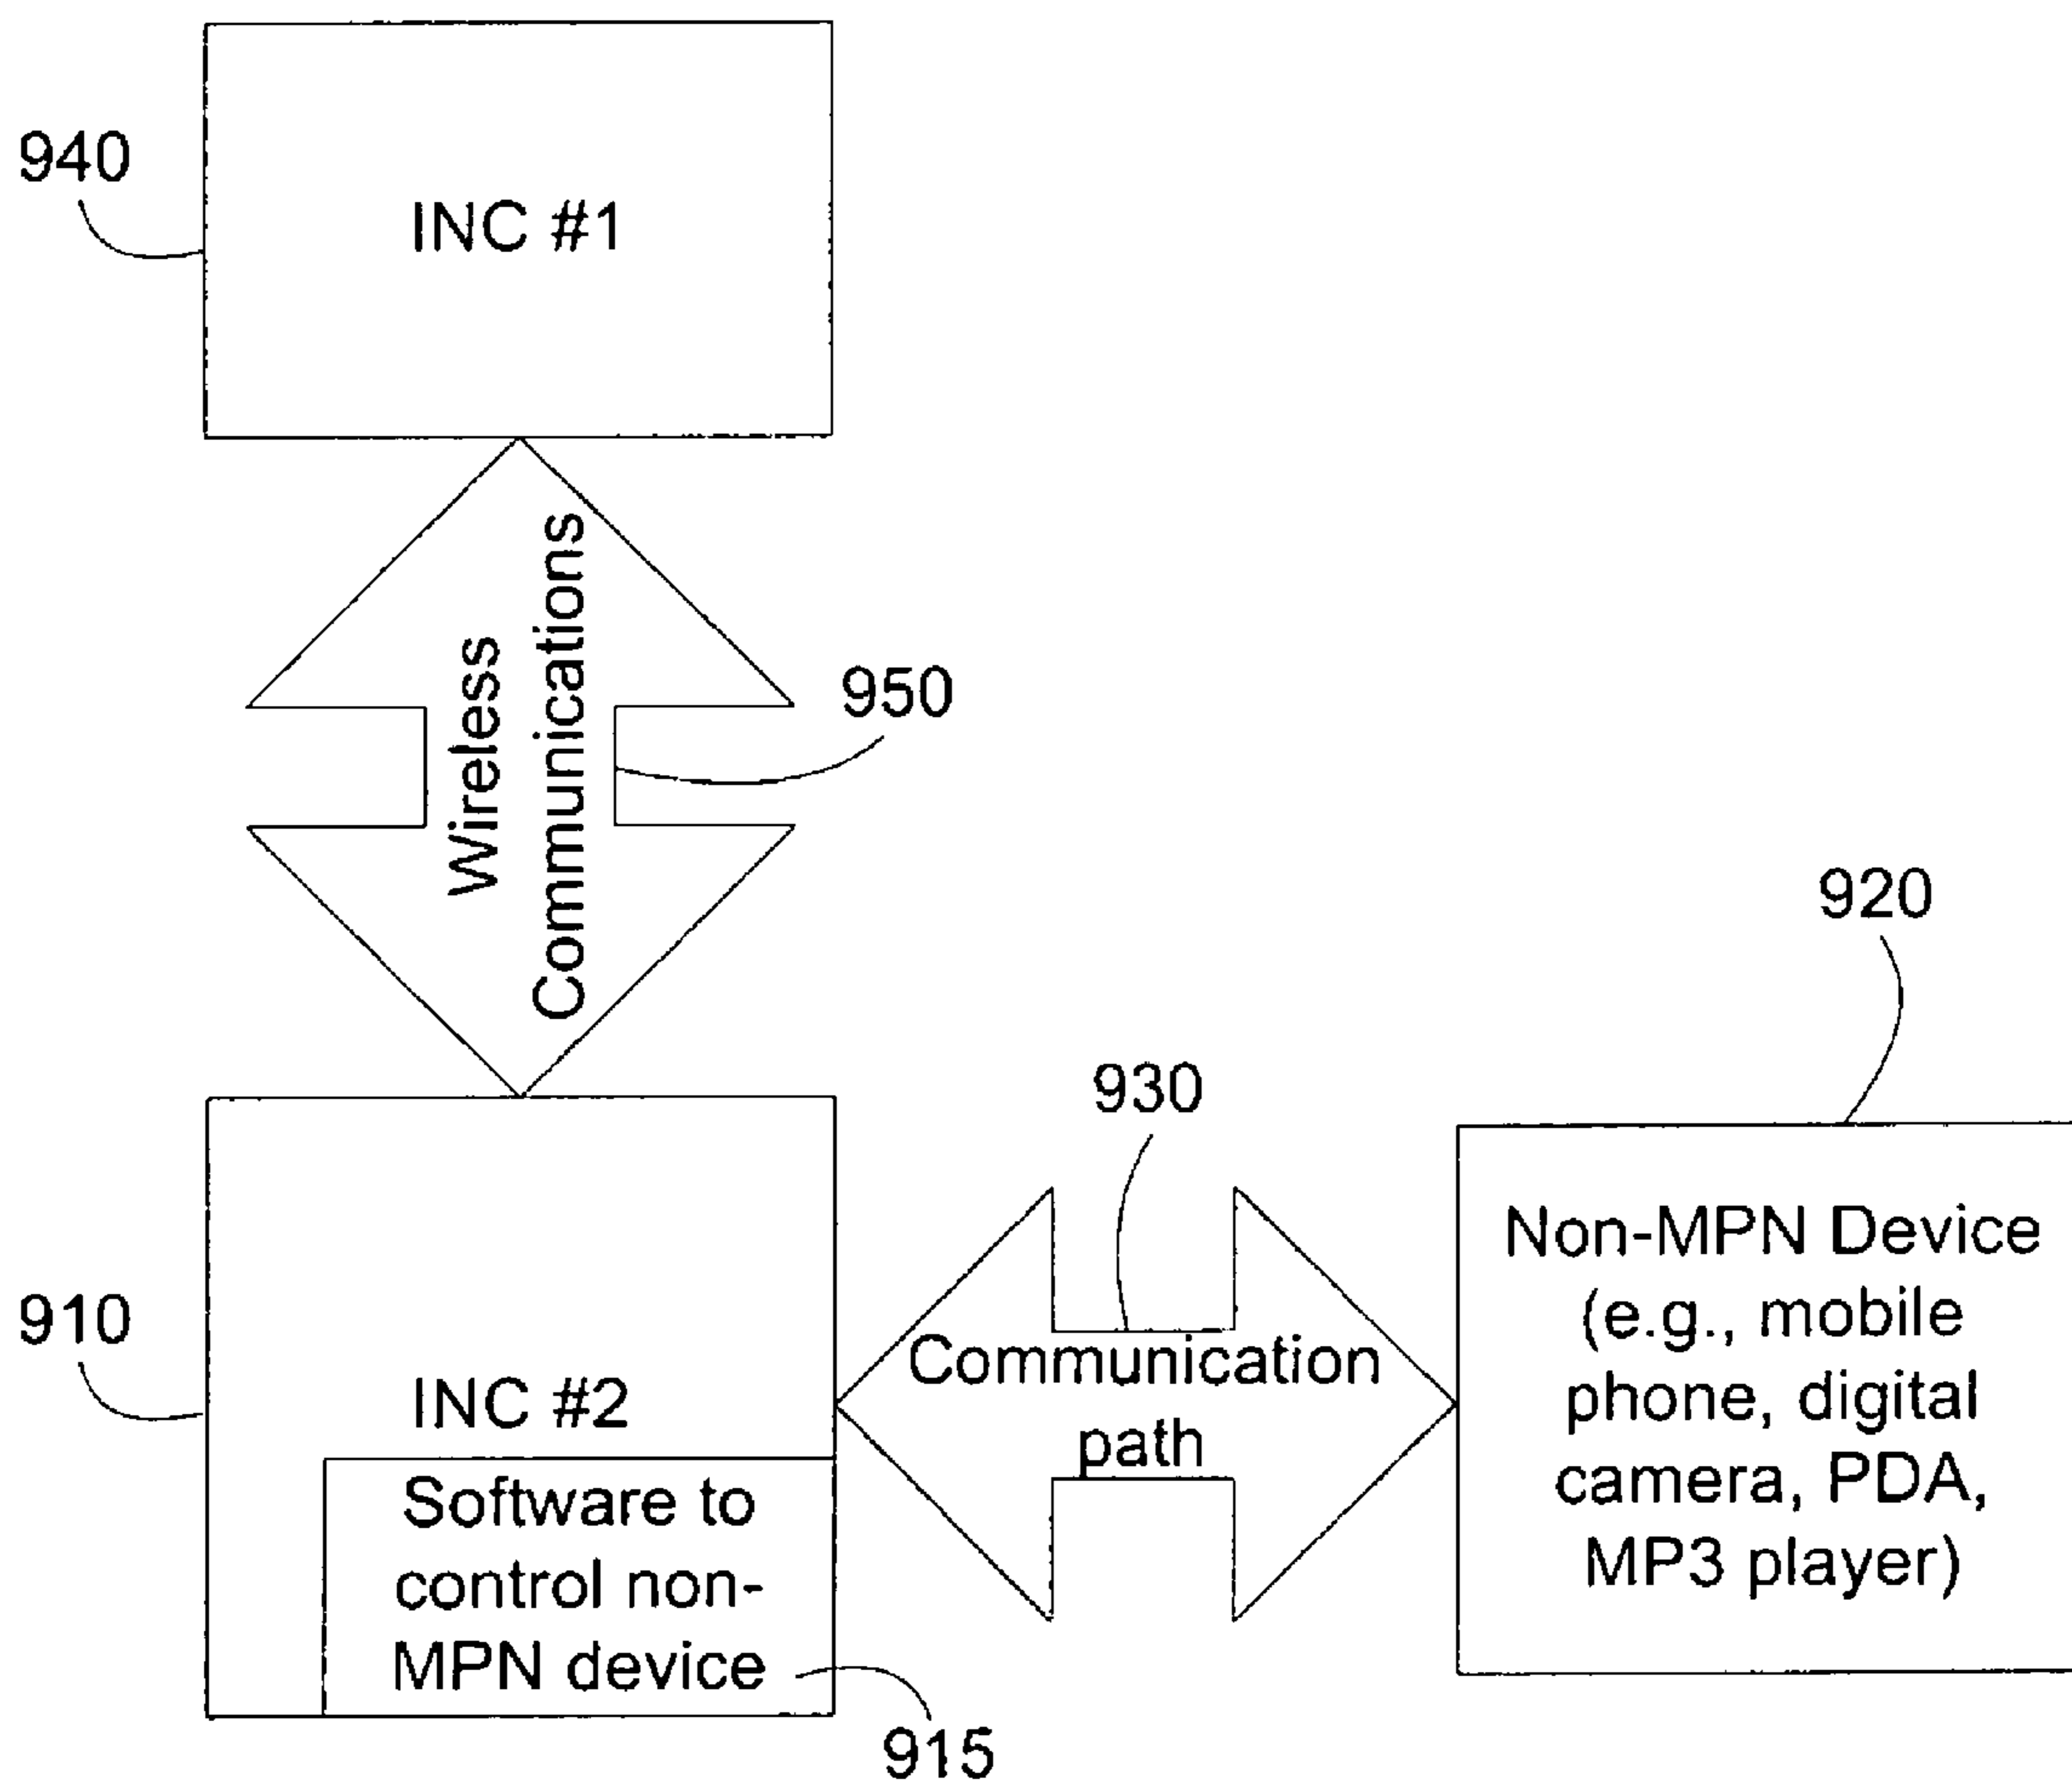 940
INC #1
Wireless
Communications
950
920
930
Non-MPN Device
(e.g., mobile
phone, digital
camera, PDA,
MP3 player)
910
INC #2
Communication
path
Software to
control non-
MPN device
915